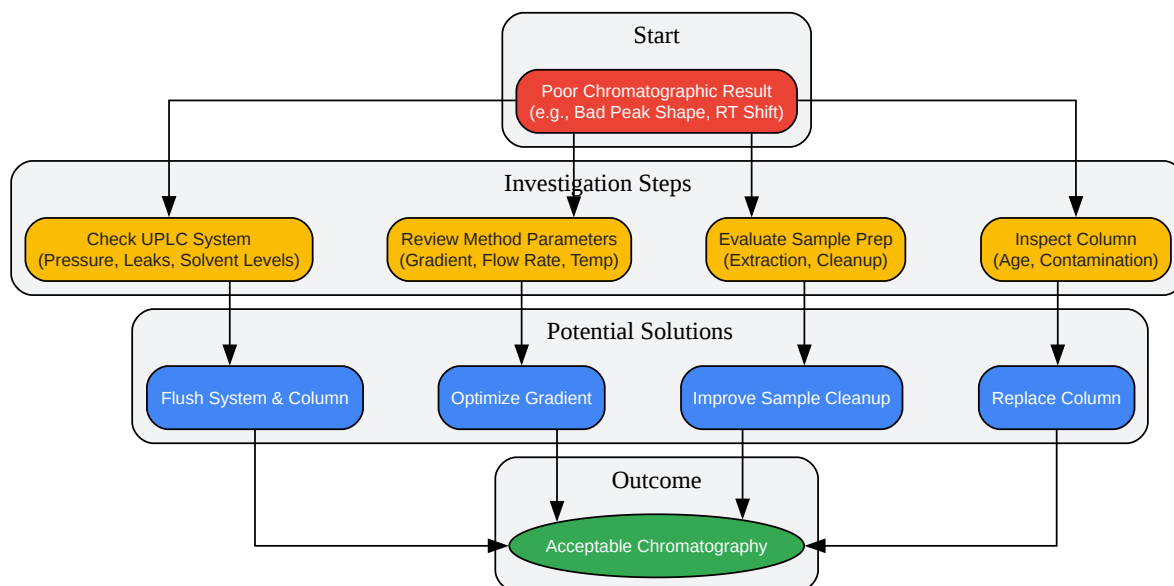 Start
Poor Chromatographic Result
(e.g., Bad Peak Shape, RT Shift)
Investigation Steps
Check UPLC System
(Pressure, Leaks, Solvent Levels)
Review Method Parameters
(Gradient, Flow Rate, Temp)
Evaluate Sample Prep
(Extraction, Cleanup)
Inspect Column
(Age, Contamination)
Potential Solutions
Flush System & Column
Optimize Gradient
Improve Sample Cleanup
Replace Column
Outcome
Acceptable Chromatography